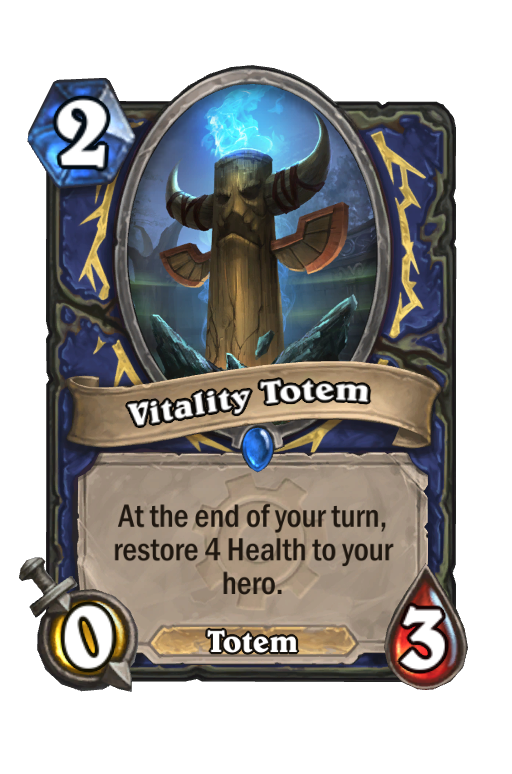 2
Vitality Totem
At the end of your turn,
restore 4 Health to your
hero.
0
Totem
3